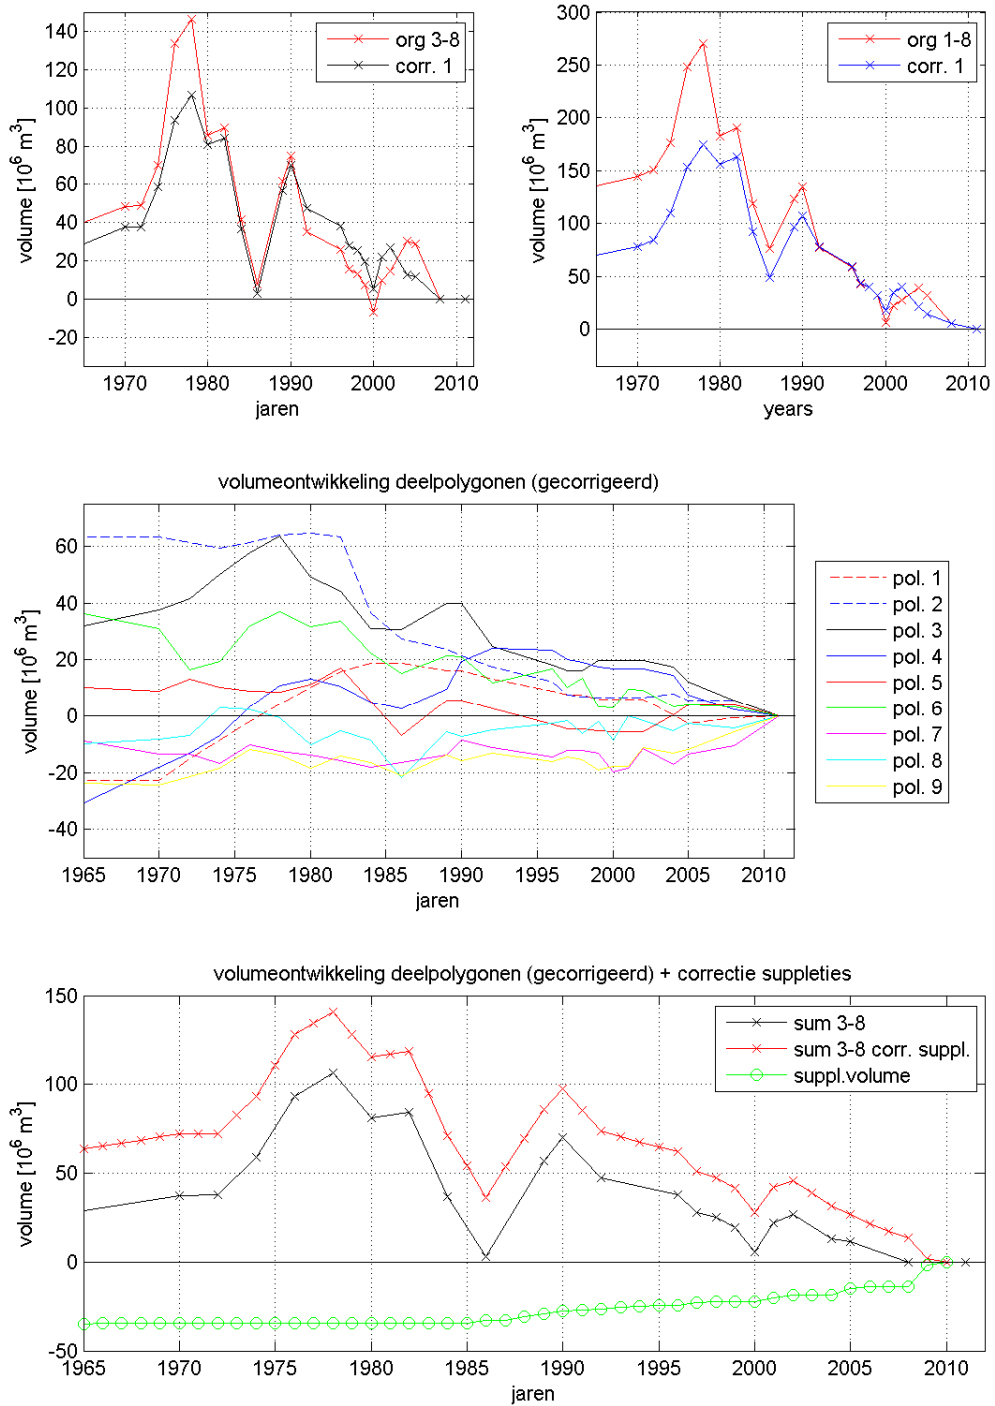 140
120
100
80
60
40
20
0
-20
volume [10^6 m^3]
org 3-8
corr. 1
1970 1980 1990 2000 2012
jaren
300
250
200
150
100
50
0
volume [10^6 m^3]
org 1-8
corr. 1
1970 1980 1990 2000 2012
years
volumeontwikkeling deelpolygonen (gecorrigeerd)
60
40
20
0
-20
-40
volume [10^6 m^3]
1965 1970 1975 1980 1985 1990 1995 2000 2005 2010
jaren
pol. 1
pol. 2
pol. 3
pol. 4
pol. 5
pol. 6
pol. 7
pol. 8
pol. 9
volumeontwikkeling deelpolygonen (gecorrigeerd) + correctie suppleties
150
100
50
0
-50
volume [10^6 m^3]
sum 3-8
sum 3-8 corr. suppl.
suppl.volume
1965 1970 1975 1980 1985 1990 1995 2000 2005 2010
jaren